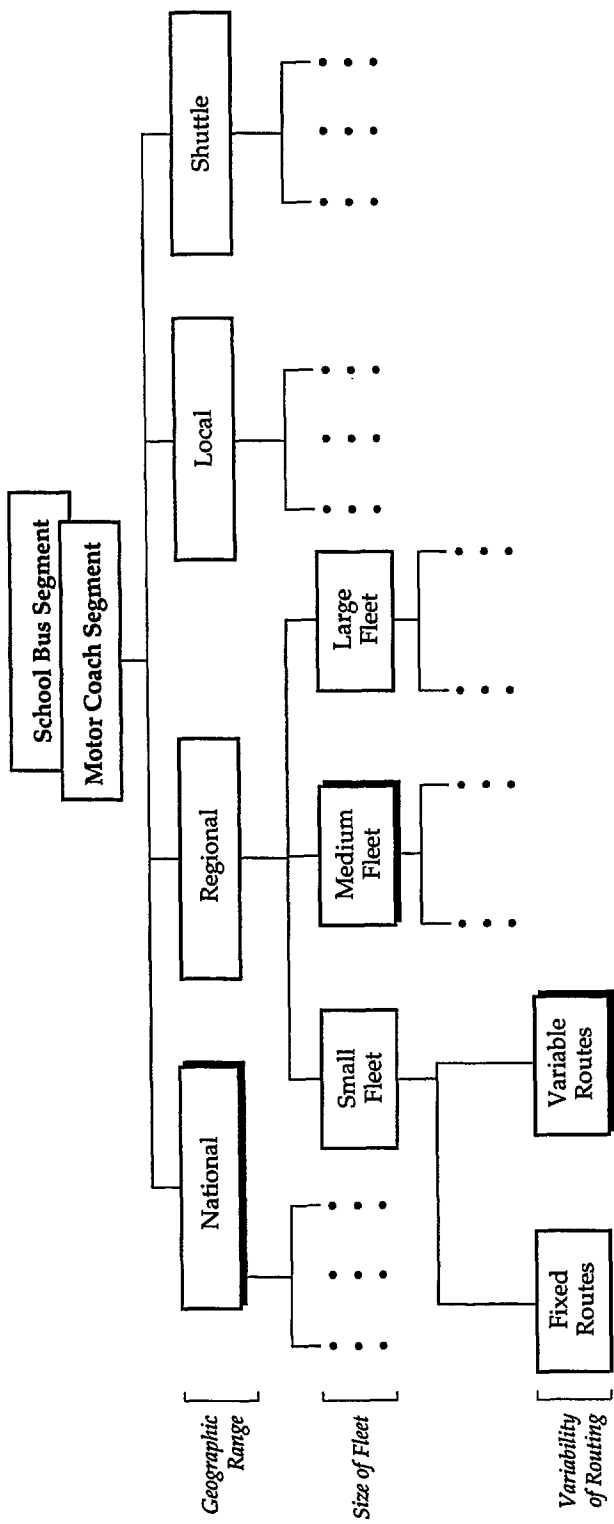 School Bus Segment
Motor Coach Segment
Geographic
Range
National
Regional
Local
Shuttle
Size of Fleet
Small
Fleet
Medium
Fleet
Large
Fleet
Variability
of Routing
Fixed
Routes
Variable
Routes